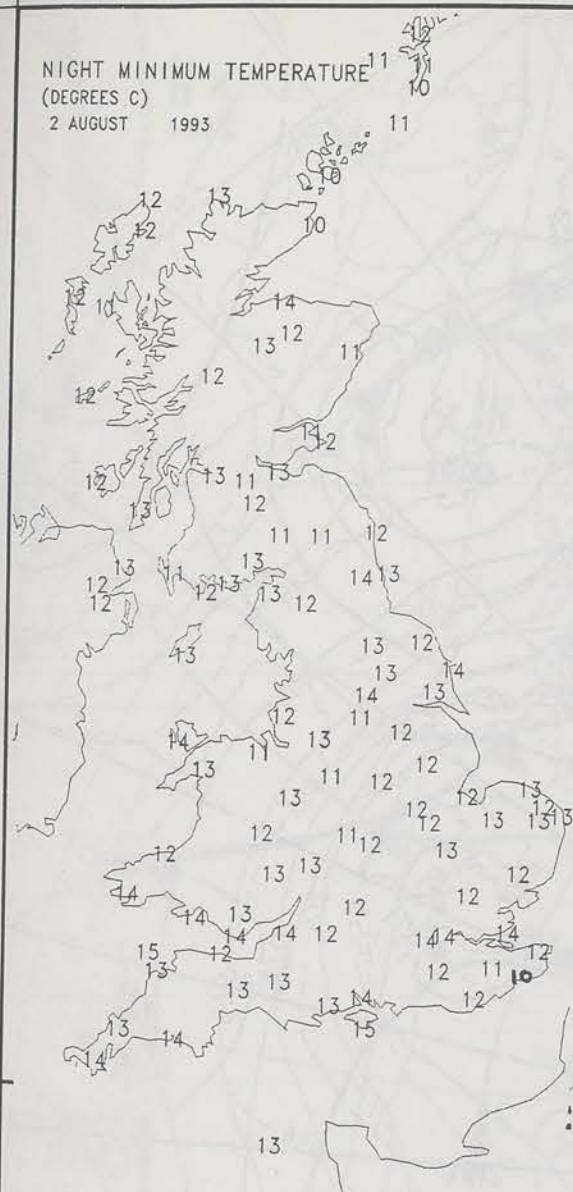 12
NIGHT MINIMUM TEMPERATURE 11 11
(DEGREES C) 10
2 AUGUST 1993 11
10
12 13
12 10
12 10 14
13 12 11
12
12
11 12
12 13 11 13
13 12
11 11 12
13 11 13 14 13
12 12 13 13
12 12
13 13 12
13 14
14 13
12 11
14 13 12
11
13 11 12 12
13 12 13
12 12 13
12 11 12 13 13 13
12 13 13 12
14 13 12
14 13 12
14 14 12 14 14 14
15 12 12
13 12 11 10
13 13 14 12
13 13 15
14 14
13